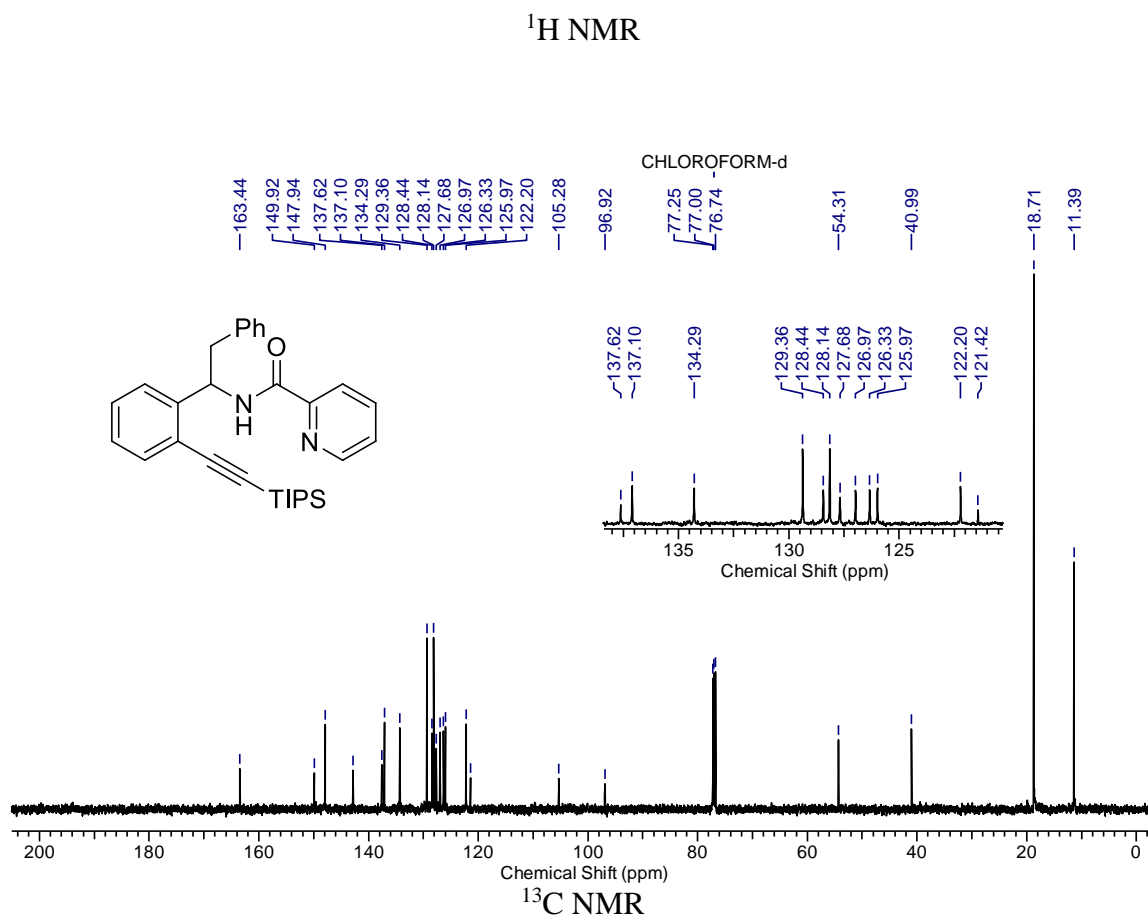 ¹H NMR
CHLOROFORM-d
163.44
149.92
147.94
137.62
137.10
134.29
129.36
128.44
128.14
127.68
126.97
126.33
125.97
122.20
105.28
96.92
77.25
77.00
76.74
54.31
40.99
18.71
11.39
Ph
O
N
H
N
TIPS
137.62
137.10
134.29
129.36
128.44
128.14
127.68
126.97
126.33
125.97
122.20
121.42
135 130 125
Chemical Shift (ppm)
200 180 160 140 120 100 80 60 40 20 0
Chemical Shift (ppm)
¹³C NMR